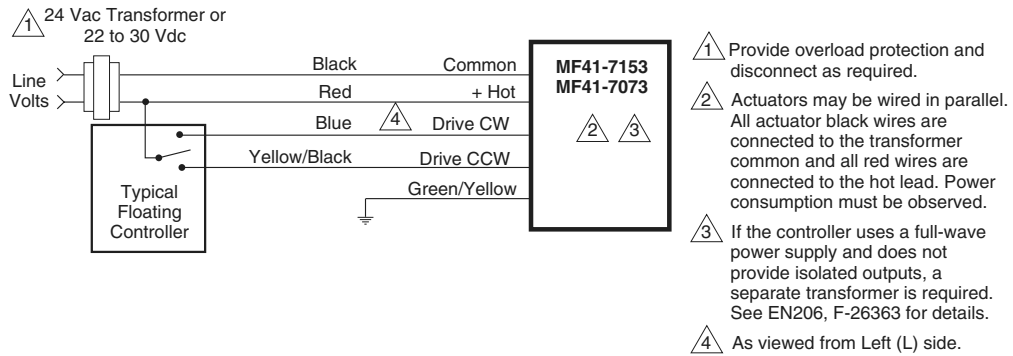 1 24 Vac Transformer or
22 to 30 Vdc
Line
Volts
Black Common
Red + Hot
4
Blue Drive CW
Yellow/Black Drive CCW
Green/Yellow
Typical
Floating
Controller
MF41-7153
MF41-7073
2 3
1 Provide overload protection and
disconnect as required.
2 Actuators may be wired in parallel.
All actuator black wires are
connected to the transformer
common and all red wires are
connected to the hot lead. Power
consumption must be observed.
3 If the controller uses a full-wave
power supply and does not
provide isolated outputs, a
separate transformer is required.
See EN206, F-26363 for details.
4 As viewed from Left (L) side.